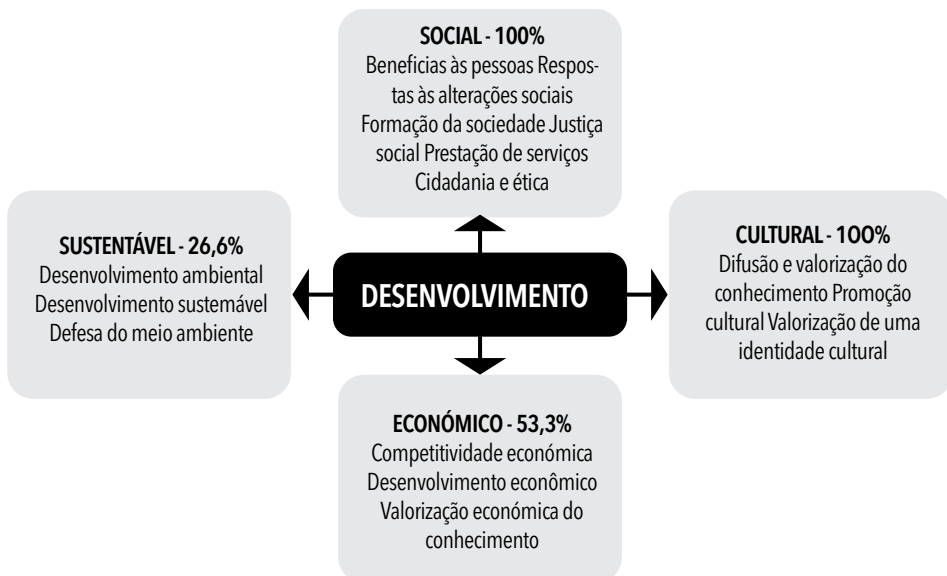 SOCIAL - 100%
Beneficias às pessoas Respos-
tas às alterações sociais
Formação da sociedade Justiça
social Prestação de serviços
Cidadania e ética
SUSTENTÁVEL - 26,6%
Desenvolvimento ambiental
Desenvolvimento sustemável
Defesa do meio ambiente
DESENVOLVIMENTO
CULTURAL - 1OO%
Difusão e valorização do
conhecimento Promoção
cultural Valorização de uma
identidade cultural
ECONÓMICO - 53,3%
Competitividade económica
Desenvolvimento econômico
Valorização económica do
conhecimento